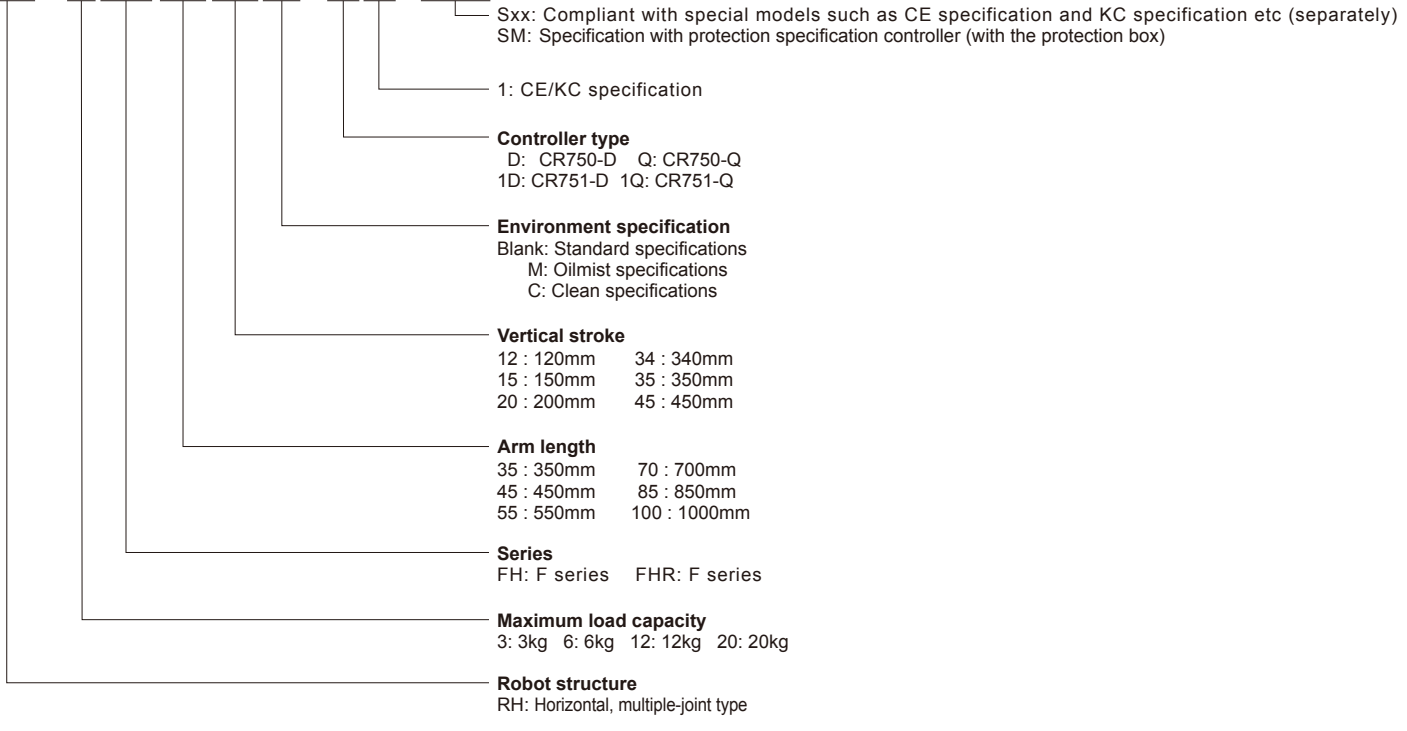 Sxx: Compliant with special models such as CE specification and KC specification etc (separately)
SM: Specification with protection specification controller (with the protection box)
1: CE/KC specification
Controller type
D: CR750-D Q: CR750-Q
1D: CR751-D 1Q: CR751-Q
Environment specification
Blank: Standard specifications
M: Oilmist specifications
C: Clean specifications
Vertical stroke
12 : 120mm 34 : 340mm
15 : 150mm 35 : 350mm
20 : 200mm 45 : 450mm
Arm length
35 : 350mm 70 : 700mm
45 : 450mm 85 : 850mm
55 : 550mm 100 : 1000mm
Series
FH: F series FHR: F series
Maximum load capacity
3: 3kg 6: 6kg 12: 12kg 20: 20kg
Robot structure
RH: Horizontal, multiple-joint type